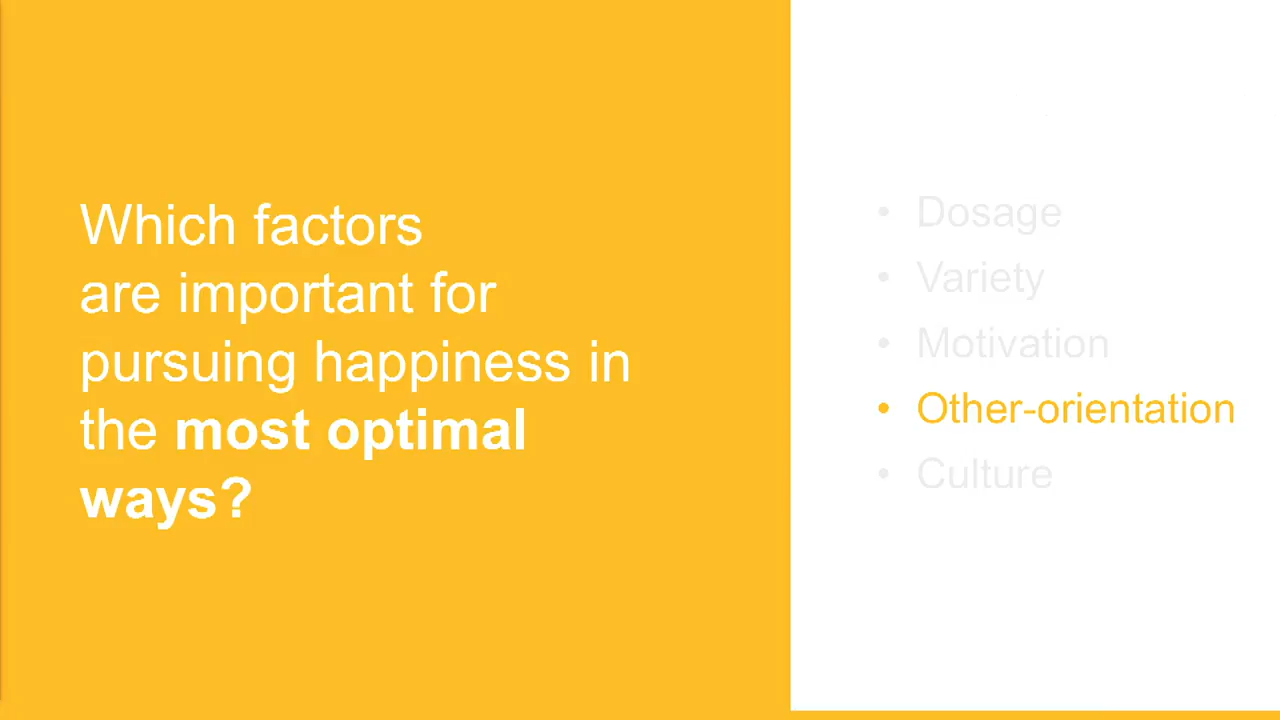 Which factors
are important for
pursuing happiness in
the most optimal
ways?
• Dosage
• Variety
• Motivation
• Other-orientation
• Culture